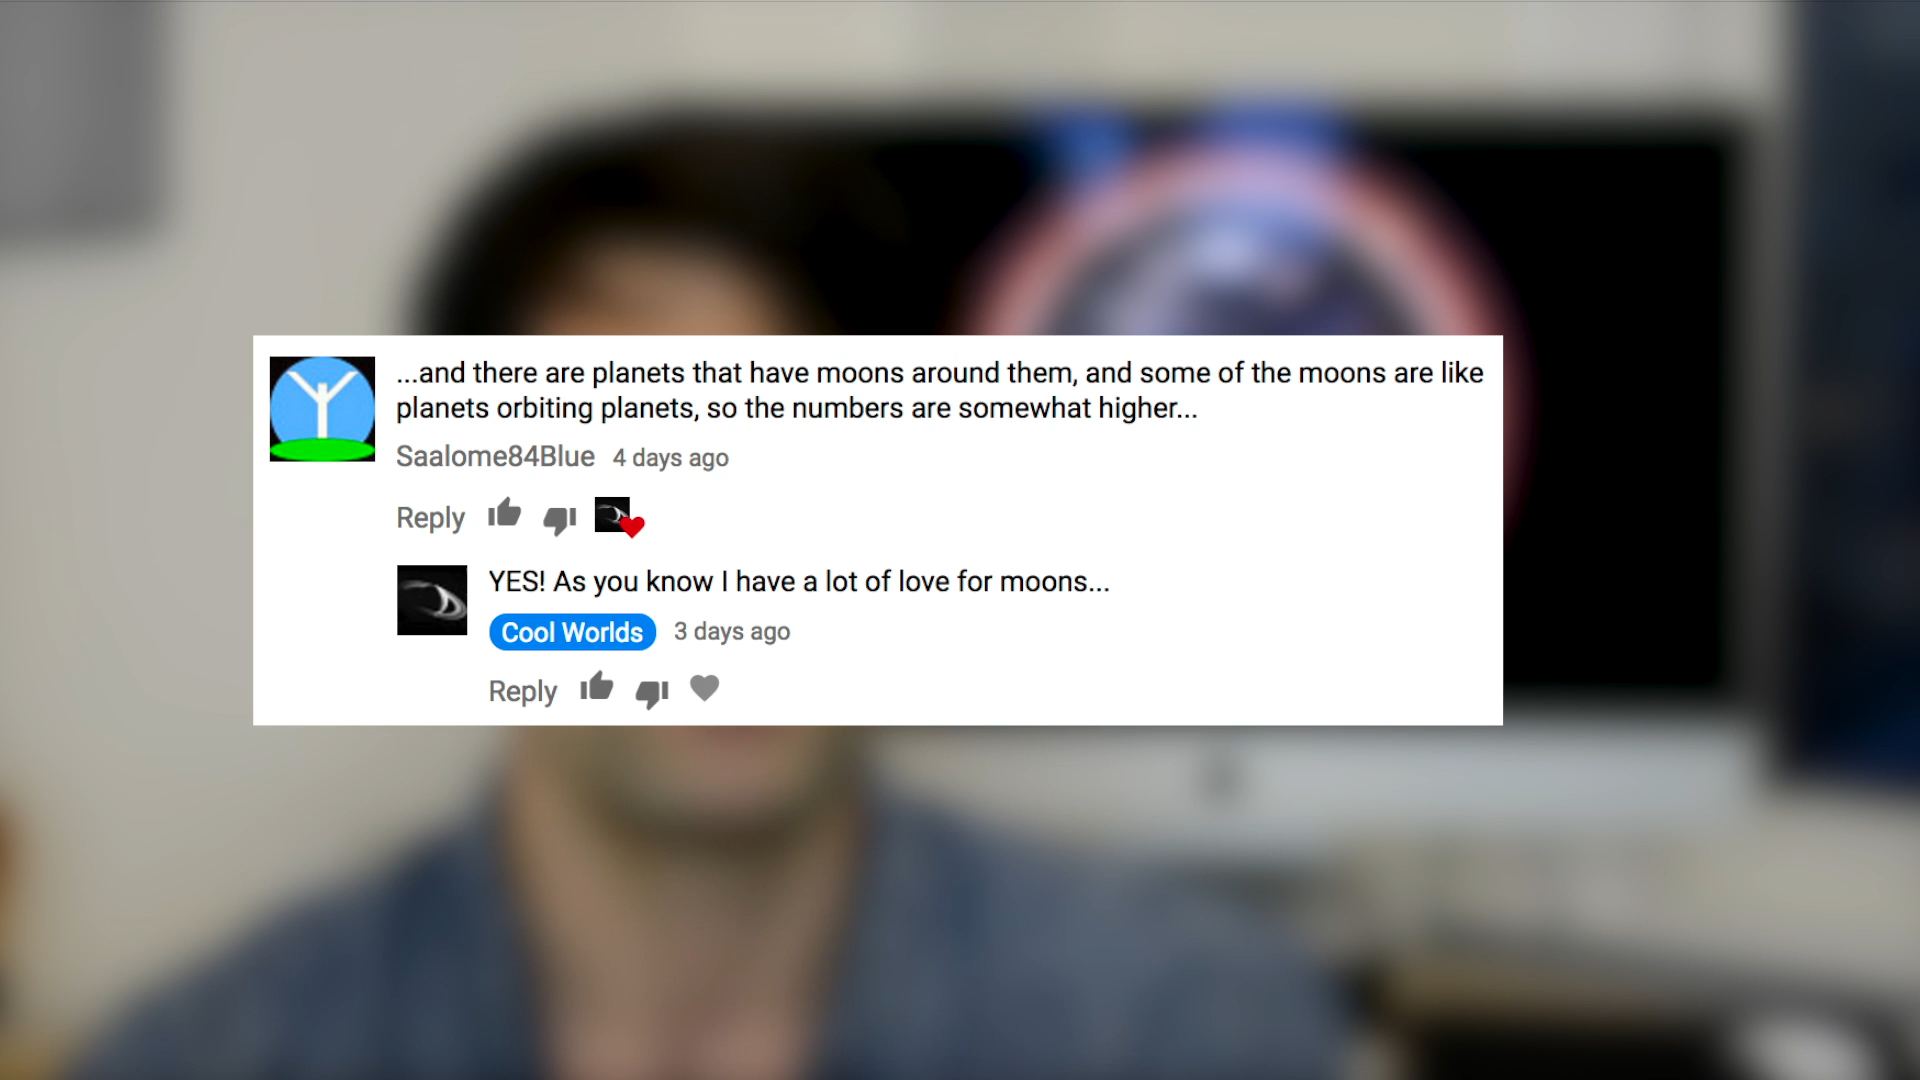 ...and there are planets that have moons around them, and some of the moons are like
planets orbiting planets, so the numbers are somewhat higher...
Saalome84Blue 4 days ago
Reply
YES! As you know I have a lot of love for moons...
Cool Worlds 3 days ago
Reply